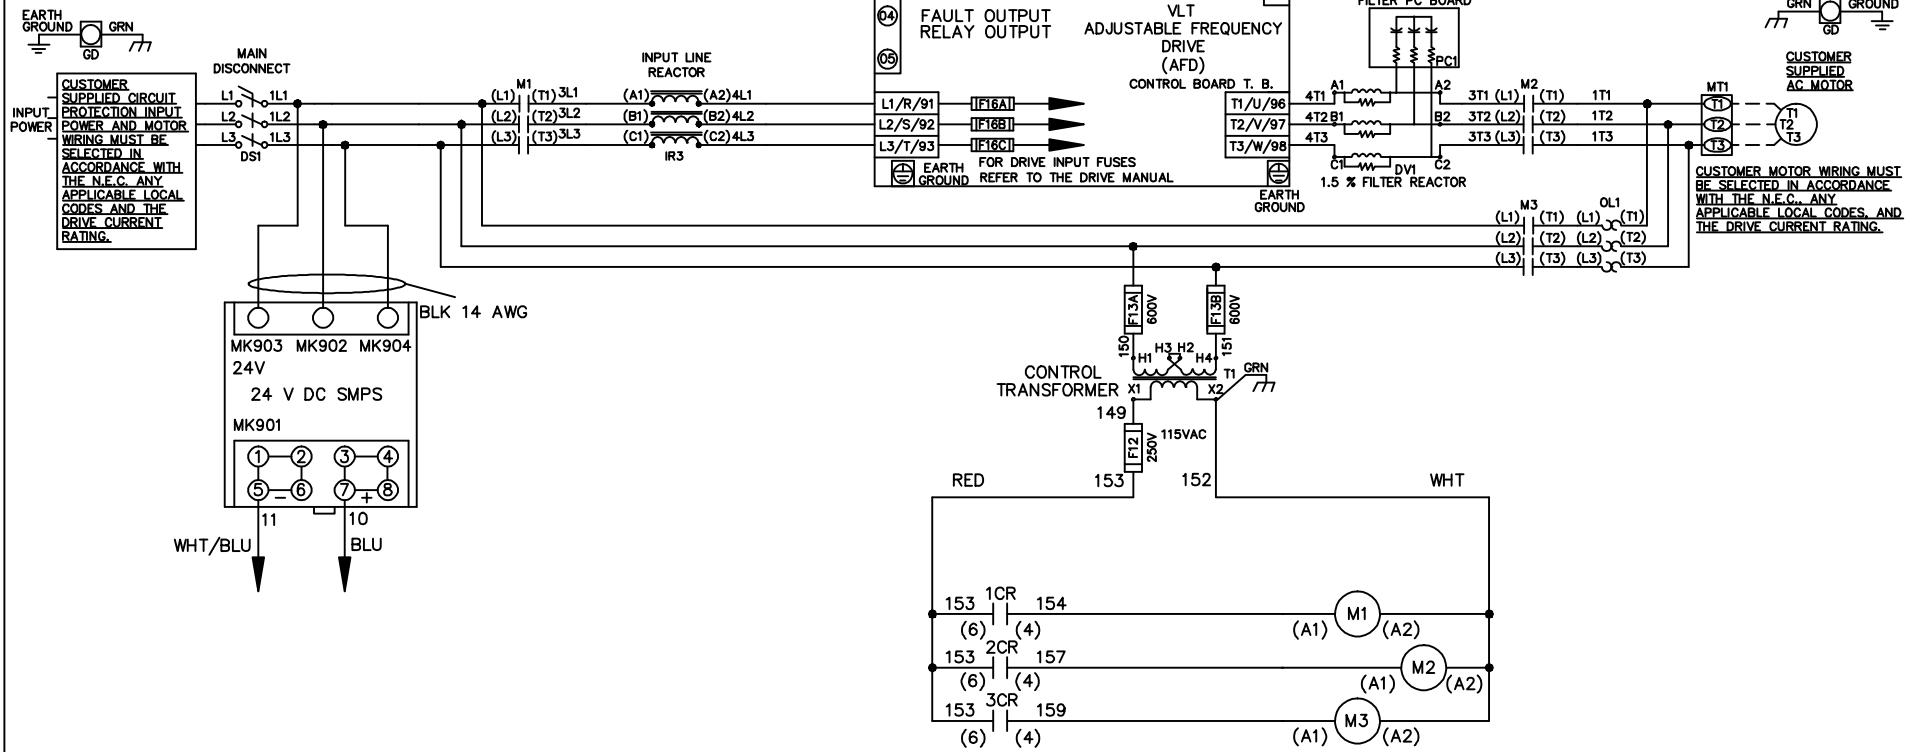 EARTH
GROUND
GRN
GD
MAIN
DISCONNECT
INPUT
POWER
CUSTOMER
SUPPLIED CIRCUIT
PROTECTION INPUT
POWER AND MOTOR
WIRING MUST BE
SELECTED IN
ACCORDANCE WITH
THE N.E.C. ANY
APPLICABLE LOCAL
CODES AND THE
DRIVE CURRENT
RATING.
L1 1L1
L2 1L2
L3 1L3
DS1
M1
(L1) (T1) 3L1
(L2) (T2) 3L2
(L3) (T3) 3L3
INPUT LINE
REACTOR
(A1) (A2) 4L1
(B1) (B2) 4L2
(C1) (C2) 4L3
IR3
04
05
FAULT OUTPUT
RELAY OUTPUT
VLT
ADJUSTABLE FREQUENCY
DRIVE
(AFD)
CONTROL BOARD T. B.
L1/R/91 F16A T1/U/96
L2/S/92 F16B T2/V/97
L3/T/93 F16C T3/W/98
EARTH
GROUND
FOR DRIVE INPUT FUSES
REFER TO THE DRIVE MANUAL
EARTH
GROUND
FILTER PC BOARD
PC1
4T1 A1 A2
4T2 B1 B2
4T3 C1 C2
DV1
1.5 % FILTER REACTOR
M2
3T1 (L1) (T1) 1T1
3T2 (L2) (T2) 1T2
3T3 (L3) (T3) 1T3
GRN
GROUND
GD
CUSTOMER
SUPPLIED
AC MOTOR
MT1
T1 T1
T2 T2
T3 T3
CUSTOMER MOTOR WIRING MUST
BE SELECTED IN ACCORDANCE
WITH THE N.E.C., ANY
APPLICABLE LOCAL CODES, AND
THE DRIVE CURRENT RATING.
M3 OL1
(L1) (T1) (L1) (T1)
(L2) (T2) (L2) (T2)
(L3) (T3) (L3) (T3)
BLK 14 AWG
MK903 MK902 MK904
24V
24 V DC SMPS
MK901
1 2 3 4
5 - 6 7 + 8
11 10
WHT/BLU BLU
F13A 600V F13B 600V
150 151
H1 H3 H2 H4
T1
GRN
CONTROL
TRANSFORMER
X1 X2
149
F12 250V
115VAC
153 152
RED WHT
1CR
153 154 M1
(6) (4) (A1) (A2)
2CR
153 157 M2
(6) (4) (A1) (A2)
3CR
153 159 M3
(6) (4) (A1) (A2)